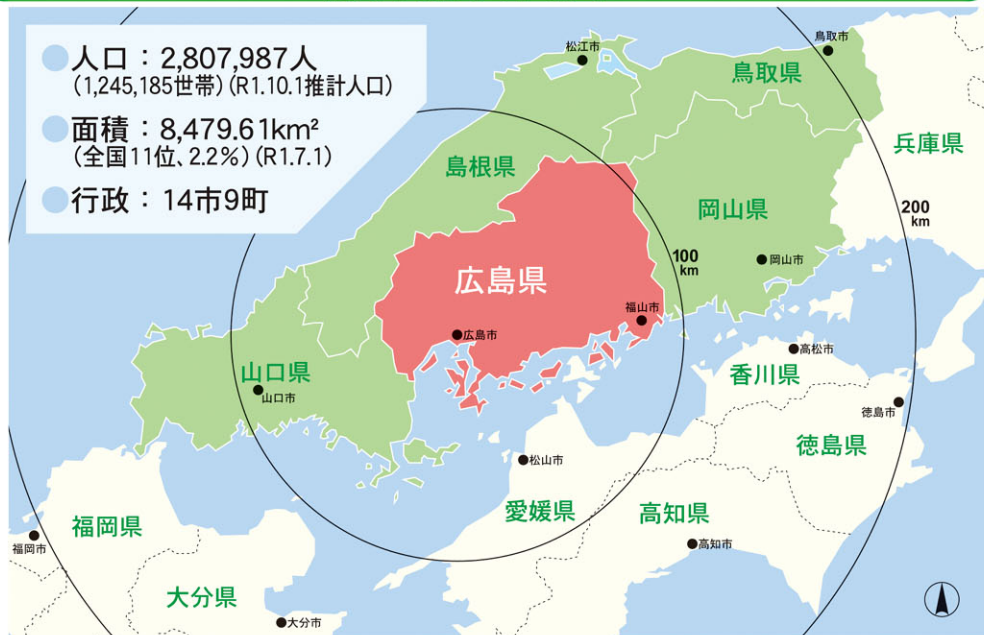 ●人口：2,807,987人
(1,245,185世帯)(R1.10.1推計人口)
●面積：8,479.61km²
(全国11位、2.2%)(R1.7.1)
●行政：14市9町
松江市
鳥取市
鳥取県
兵庫県
島根県
岡山県
200
km
100
km
岡山市
広島県
福山市
広島市
高松市
山口県
香川県
山口市
徳島市
徳島県
松山市
愛媛県
高知県
福岡県
福岡市
高知市
大分県
大分市